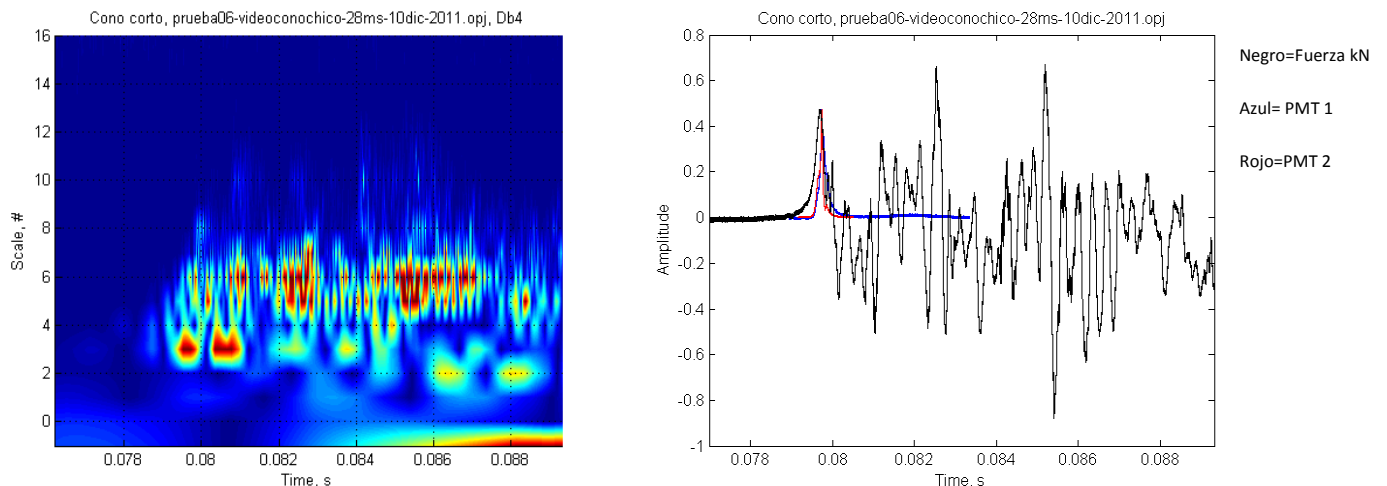 Cono corto, prueba06-videoconochico-28ms-10dic-2011.opj, Db4
16
14
12
10
8
6
4
2
0
Scale, #
0.078 0.08 0.082 0.084 0.086 0.088
Time, s
Cono corto, prueba06-videoconochico-28ms-10dic-2011.opj
0.8
0.6
0.4
0.2
0
-0.2
-0.4
-0.6
-0.8
-1
Amplitude
0.078 0.08 0.082 0.084 0.086 0.088
Time, s
Negro=Fuerza kN
Azul= PMT 1
Rojo=PMT 2